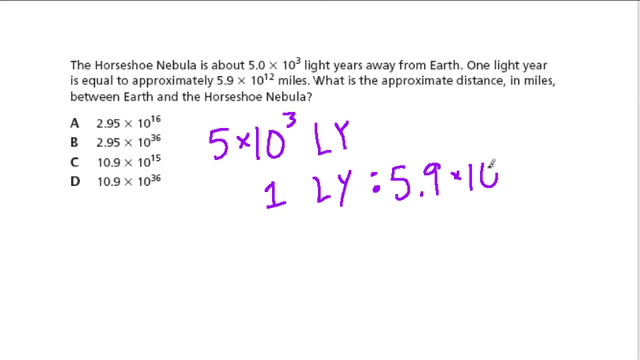 The Horseshoe Nebula is about 5.0 × 10³ light years away from Earth. One light year
is equal to approximately 5.9 × 10¹² miles. What is the approximate distance, in miles,
between Earth and the Horseshoe Nebula?
A 2.95 × 10¹⁶
B 2.95 × 10³⁶
C 10.9 × 10¹⁵
D 10.9 × 10³⁶
5×10³ LY
1 LY : 5.9×10